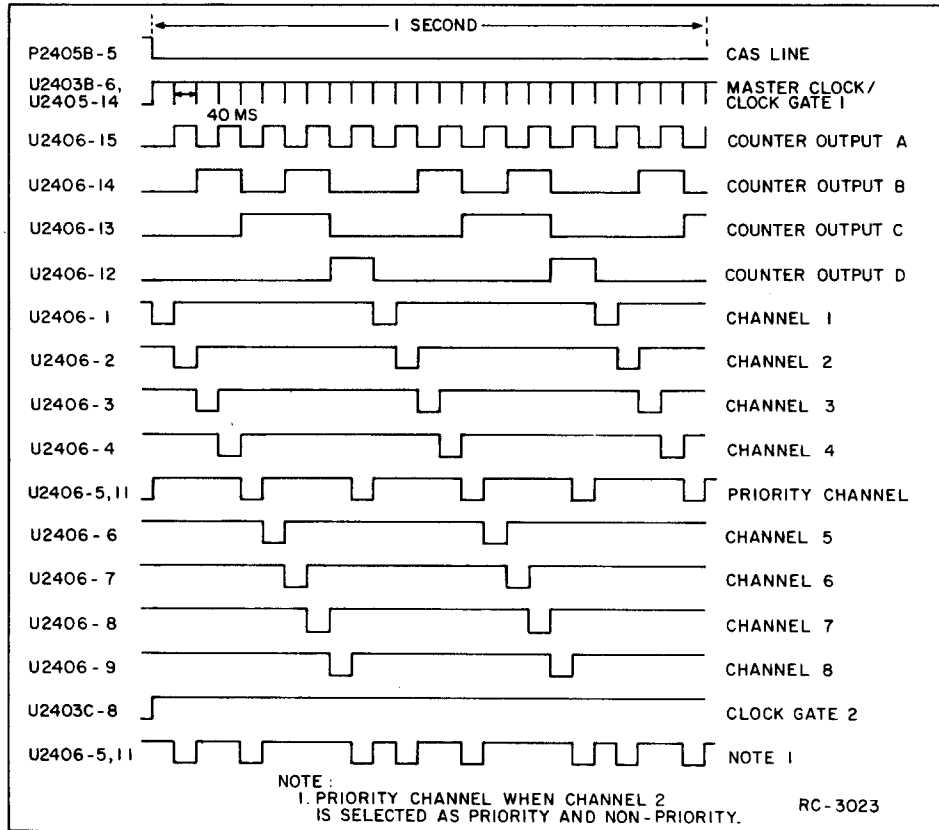 1 SECOND
P2405B-5 CAS LINE
U2403B-6, U2405-14 MASTER CLOCK/ CLOCK GATE 1
40 MS
U2406-15 COUNTER OUTPUT A
U2406-14 COUNTER OUTPUT B
U2406-13 COUNTER OUTPUT C
U2406-12 COUNTER OUTPUT D
U2406-1 CHANNEL 1
U2406-2 CHANNEL 2
U2406-3 CHANNEL 3
U2406-4 CHANNEL 4
U2406-5,11 PRIORITY CHANNEL
U2406-6 CHANNEL 5
U2406-7 CHANNEL 6
U2406-8 CHANNEL 7
U2406-9 CHANNEL 8
U2403C-8 CLOCK GATE 2
U2406-5,11 NOTE 1
NOTE:
1. PRIORITY CHANNEL WHEN CHANNEL 2
IS SELECTED AS PRIORITY AND NON-PRIORITY.
RC-3023